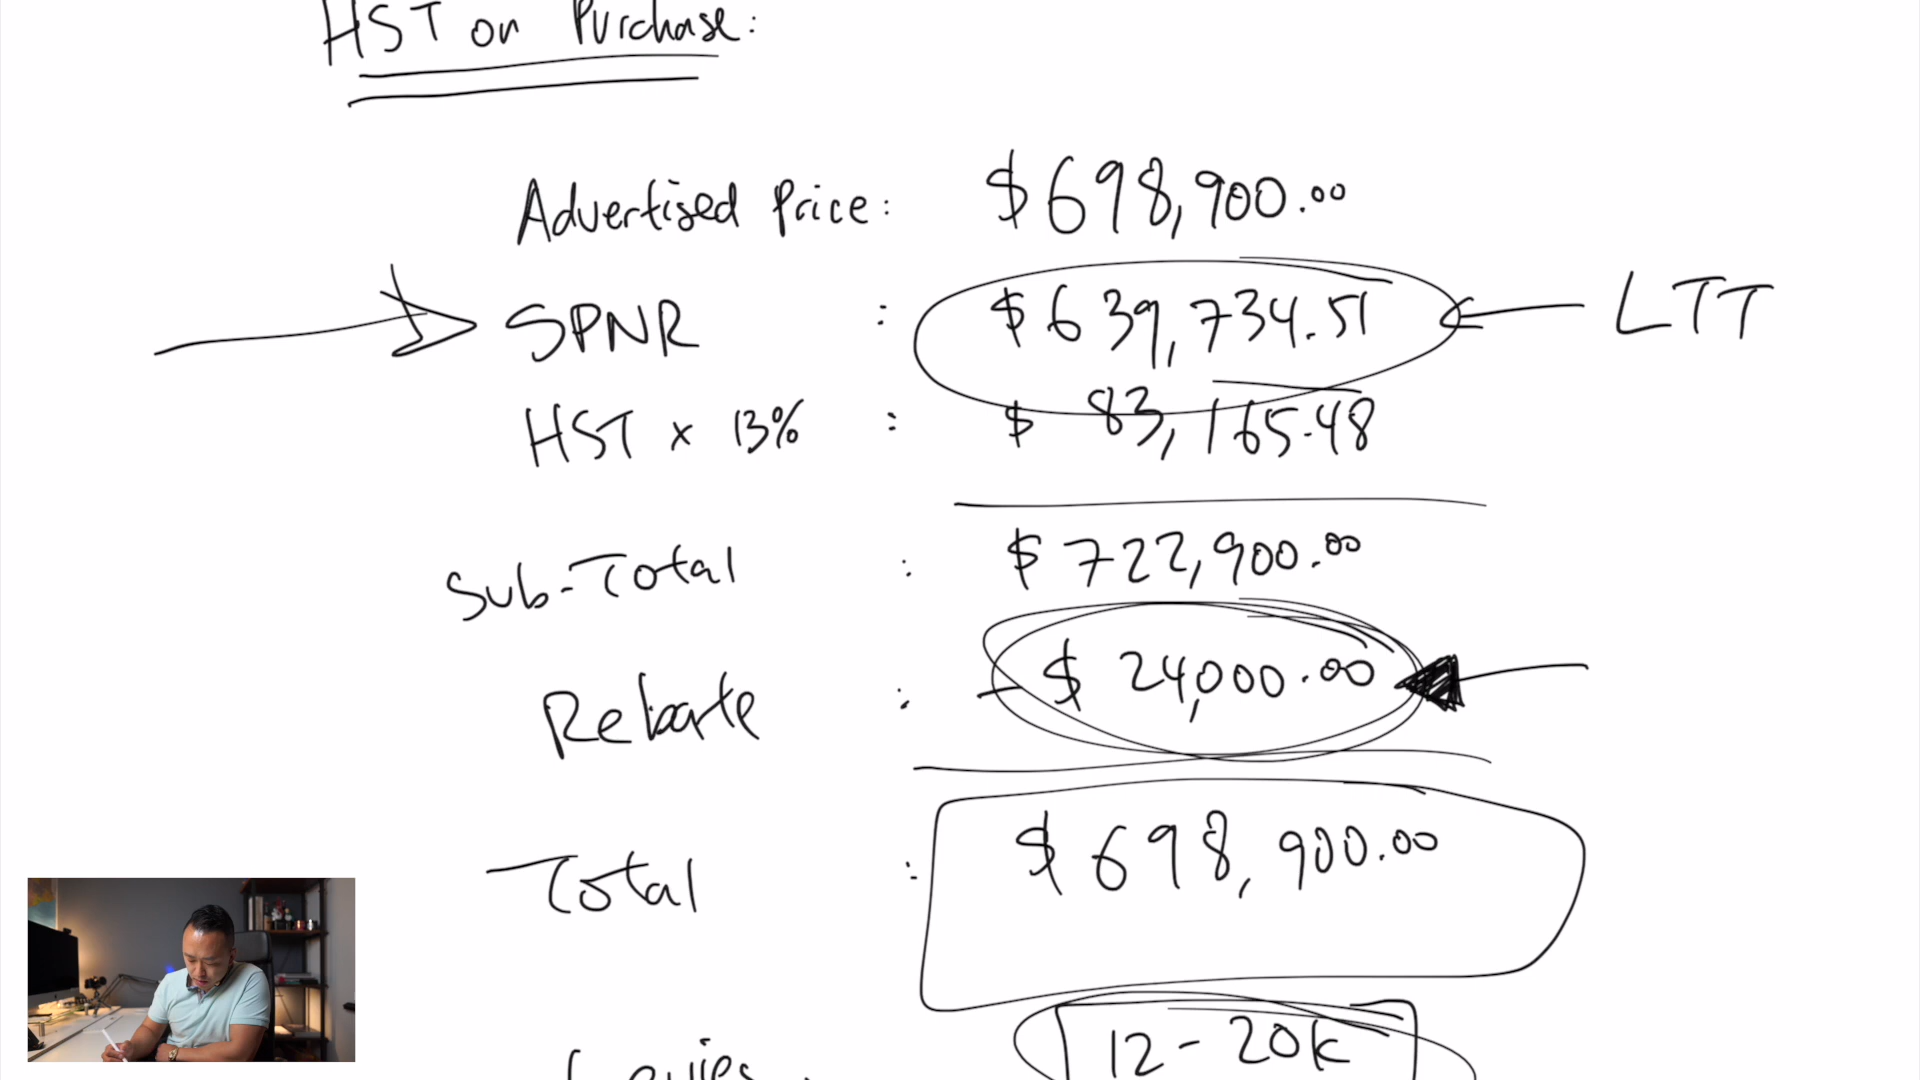 HST on Purchase:
Advertised Price: $698,900.00
SPNR : $639,734.51 LTT
HST x 13% : $ 83,165.48
Sub-Total : $722,900.00
Rebate : - $ 24,000.00
Total : $698,900.00
12-20k